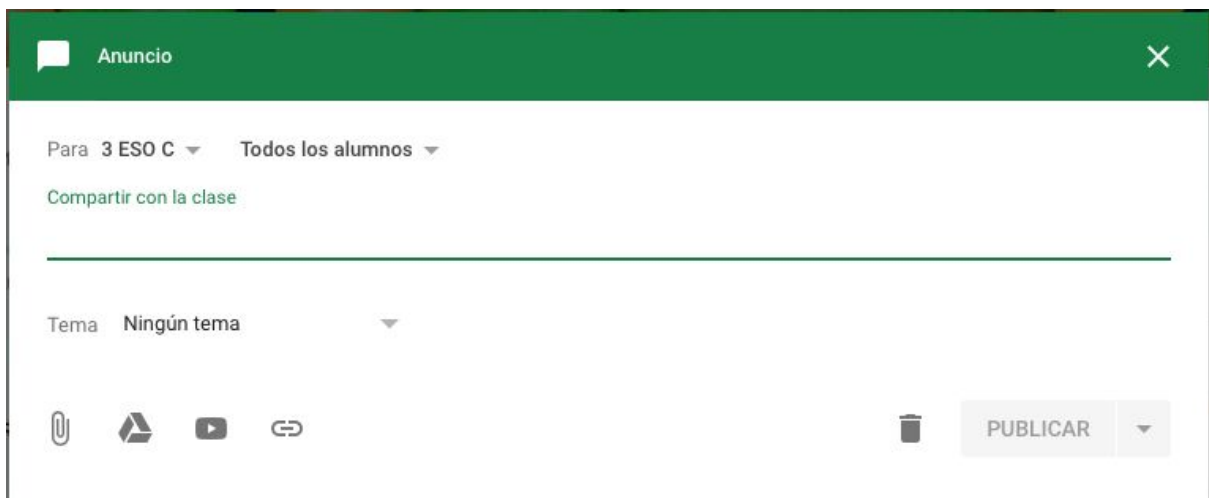 Anuncio
Para 3 ESO C Todos los alumnos
Compartir con la clase
Tema Ningún tema
PUBLICAR